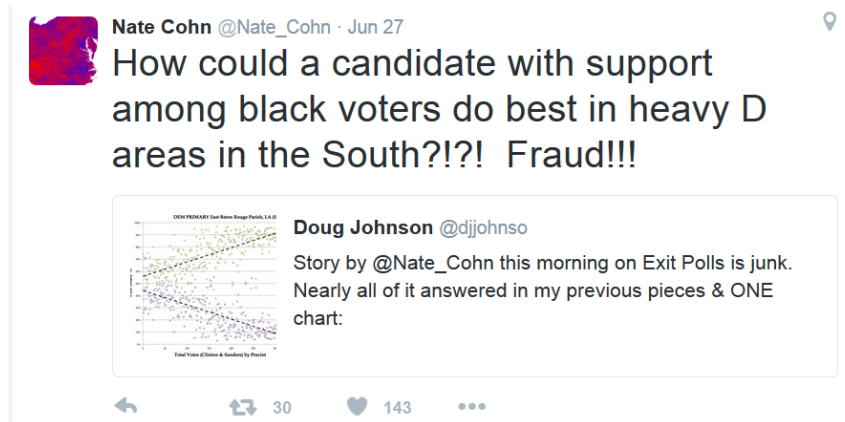 Nate Cohn @Nate_Cohn · Jun 27
How could a candidate with support
among black voters do best in heavy D
areas in the South?!?! Fraud!!!
DEM PRIMARY East Baton Rouge Parish, LA (S
Doug Johnson @djjohnso
Story by @Nate_Cohn this morning on Exit Polls is junk.
Nearly all of it answered in my previous pieces & ONE
chart:
Total Votes (Clinton & Sanders) by Precinct
30 143